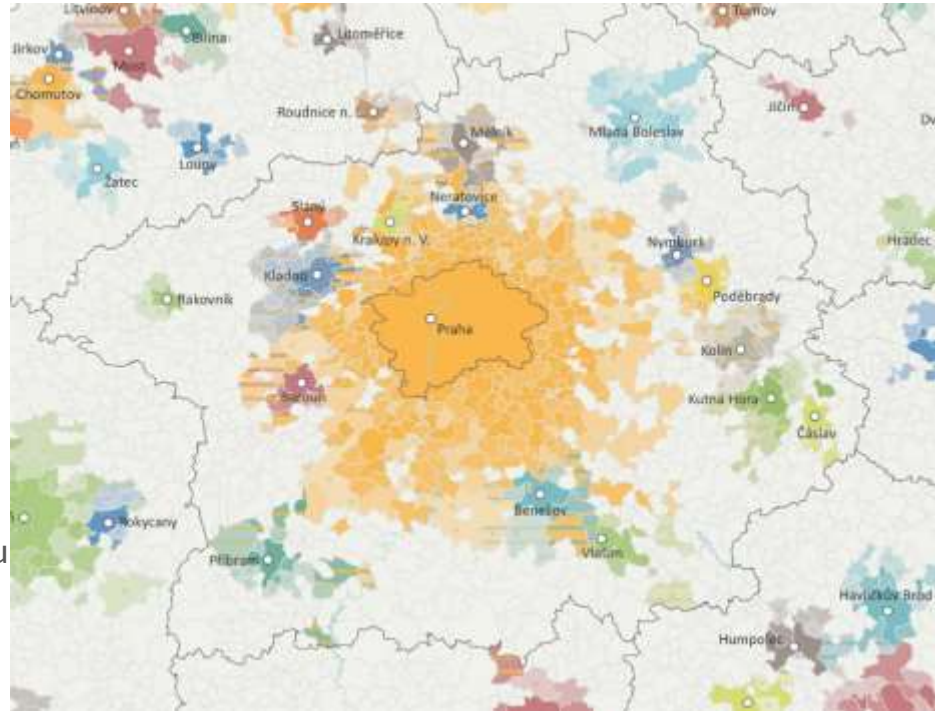 Litvínov
Turnov
Bílina
Litoměřice
Jirkov
Most
Chomutov
Jičín
Roudnice n. L.
Mělník
Mladá Boleslav
Louny
Žatec
Neratovice
Slaný
Kralupy n. V.
Nymburk
Hradec
Kladno
Rakovník
Poděbrady
Praha
Kolín
Beroun
Kutná Hora
Čáslav
Benešov
Rokycany
Vlašim
Příbram
Havlíčkův Brod
Humpolec